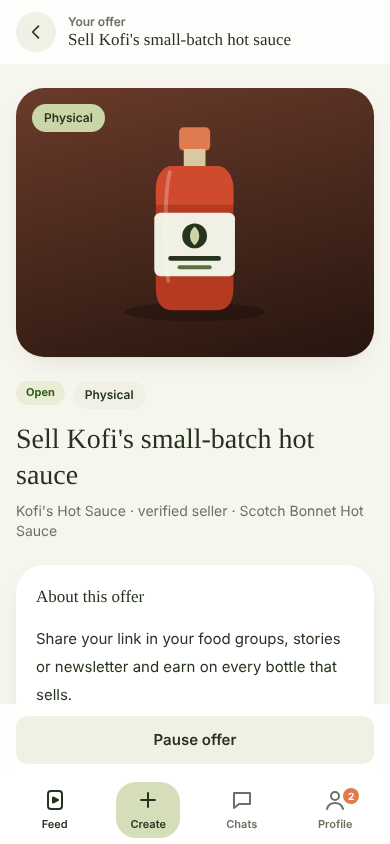 Your offer
Sell Kofi's small-batch hot sauce
Physical
Open
Physical
Sell Kofi's small-batch hot
sauce
Kofi's Hot Sauce · verified seller · Scotch Bonnet Hot
Sauce
About this offer
Share your link in your food groups, stories
or newsletter and earn on every bottle that
sells.
Pause offer
2
Feed
Create
Chats
Profile